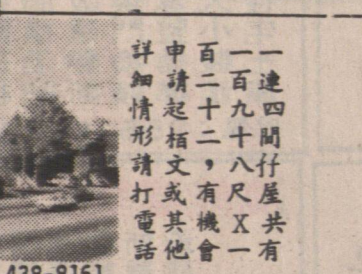 一連四間仔屋共有
一百九十八尺X一
百二十二，有機會
申請起栢文或其他
詳細情形請打電話
438-8161